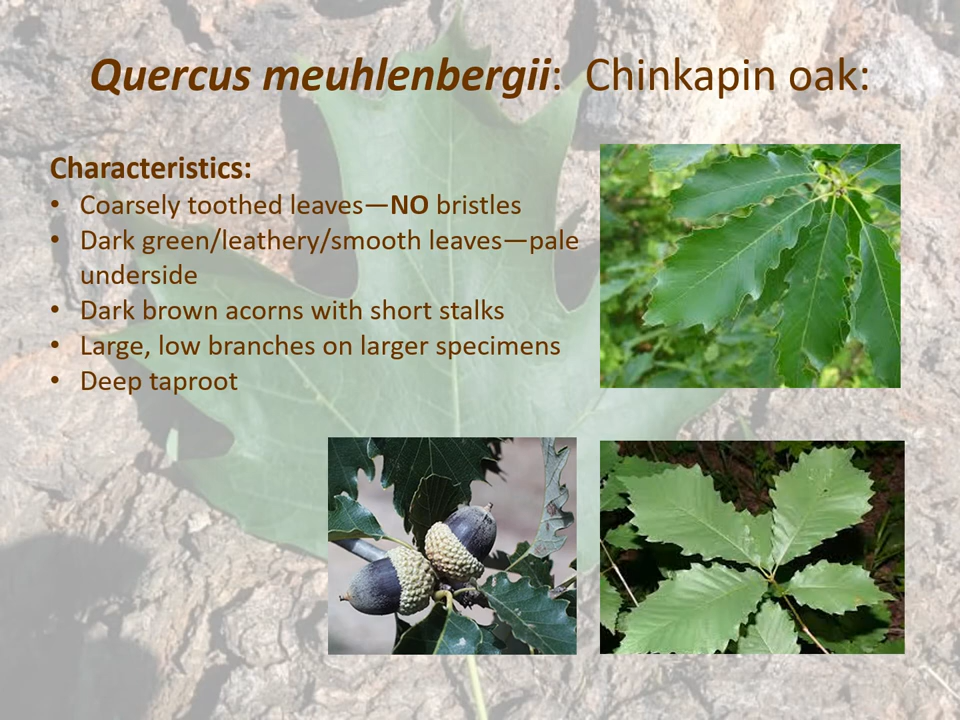 Quercus meuhlenbergii:  Chinkapin oak:
Characteristics:
• Coarsely toothed leaves—NO bristles
• Dark green/leathery/smooth leaves—pale
underside
• Dark brown acorns with short stalks
• Large, low branches on larger specimens
• Deep taproot